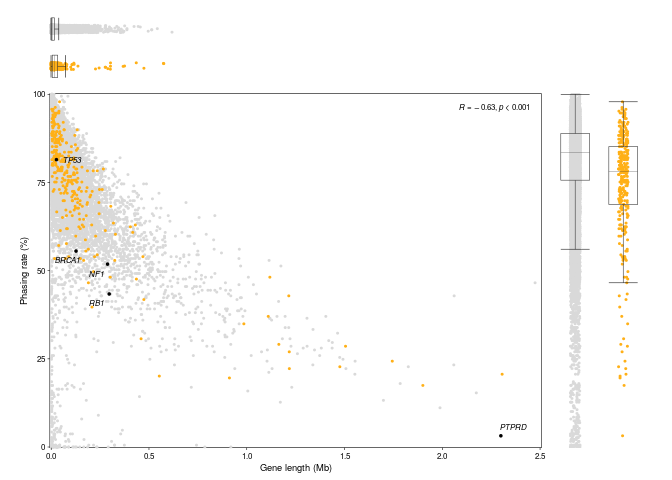 100
R = − 0.63, p < 0.001
TP53
75
Phasing rate (%)
BRCA1
50
NF1
RB1
25
PTPRD
0
0.0 0.5 1.0 1.5 2.0 2.5
Gene length (Mb)